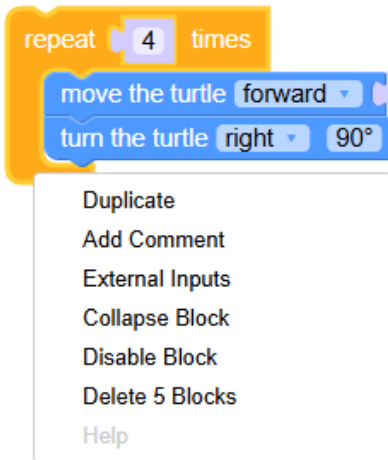 repeat 4 times
move the turtle forward
turn the turtle right 90°
Duplicate
Add Comment
External Inputs
Collapse Block
Disable Block
Delete 5 Blocks
Help